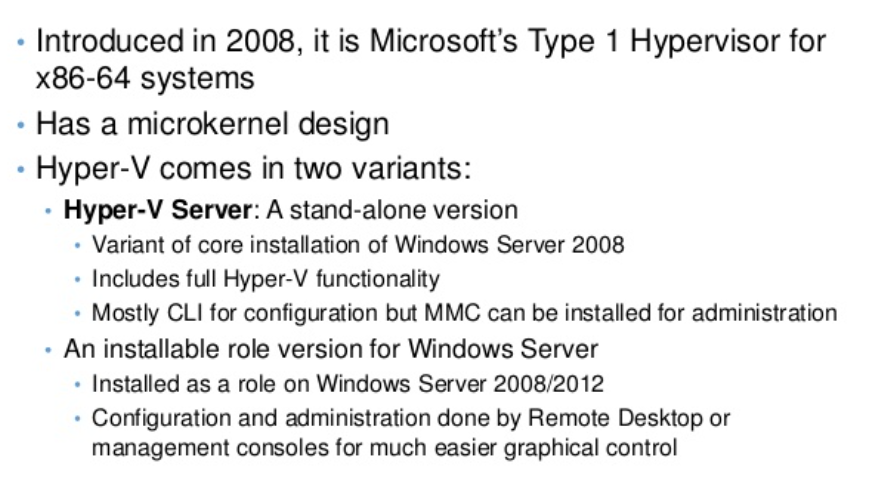 • Introduced in 2008, it is Microsoft's Type 1 Hypervisor for
x86-64 systems
• Has a microkernel design
• Hyper-V comes in two variants:
• Hyper-V Server: A stand-alone version
• Variant of core installation of Windows Server 2008
• Includes full Hyper-V functionality
• Mostly CLI for configuration but MMC can be installed for administration
• An installable role version for Windows Server
• Installed as a role on Windows Server 2008/2012
• Configuration and administration done by Remote Desktop or
management consoles for much easier graphical control